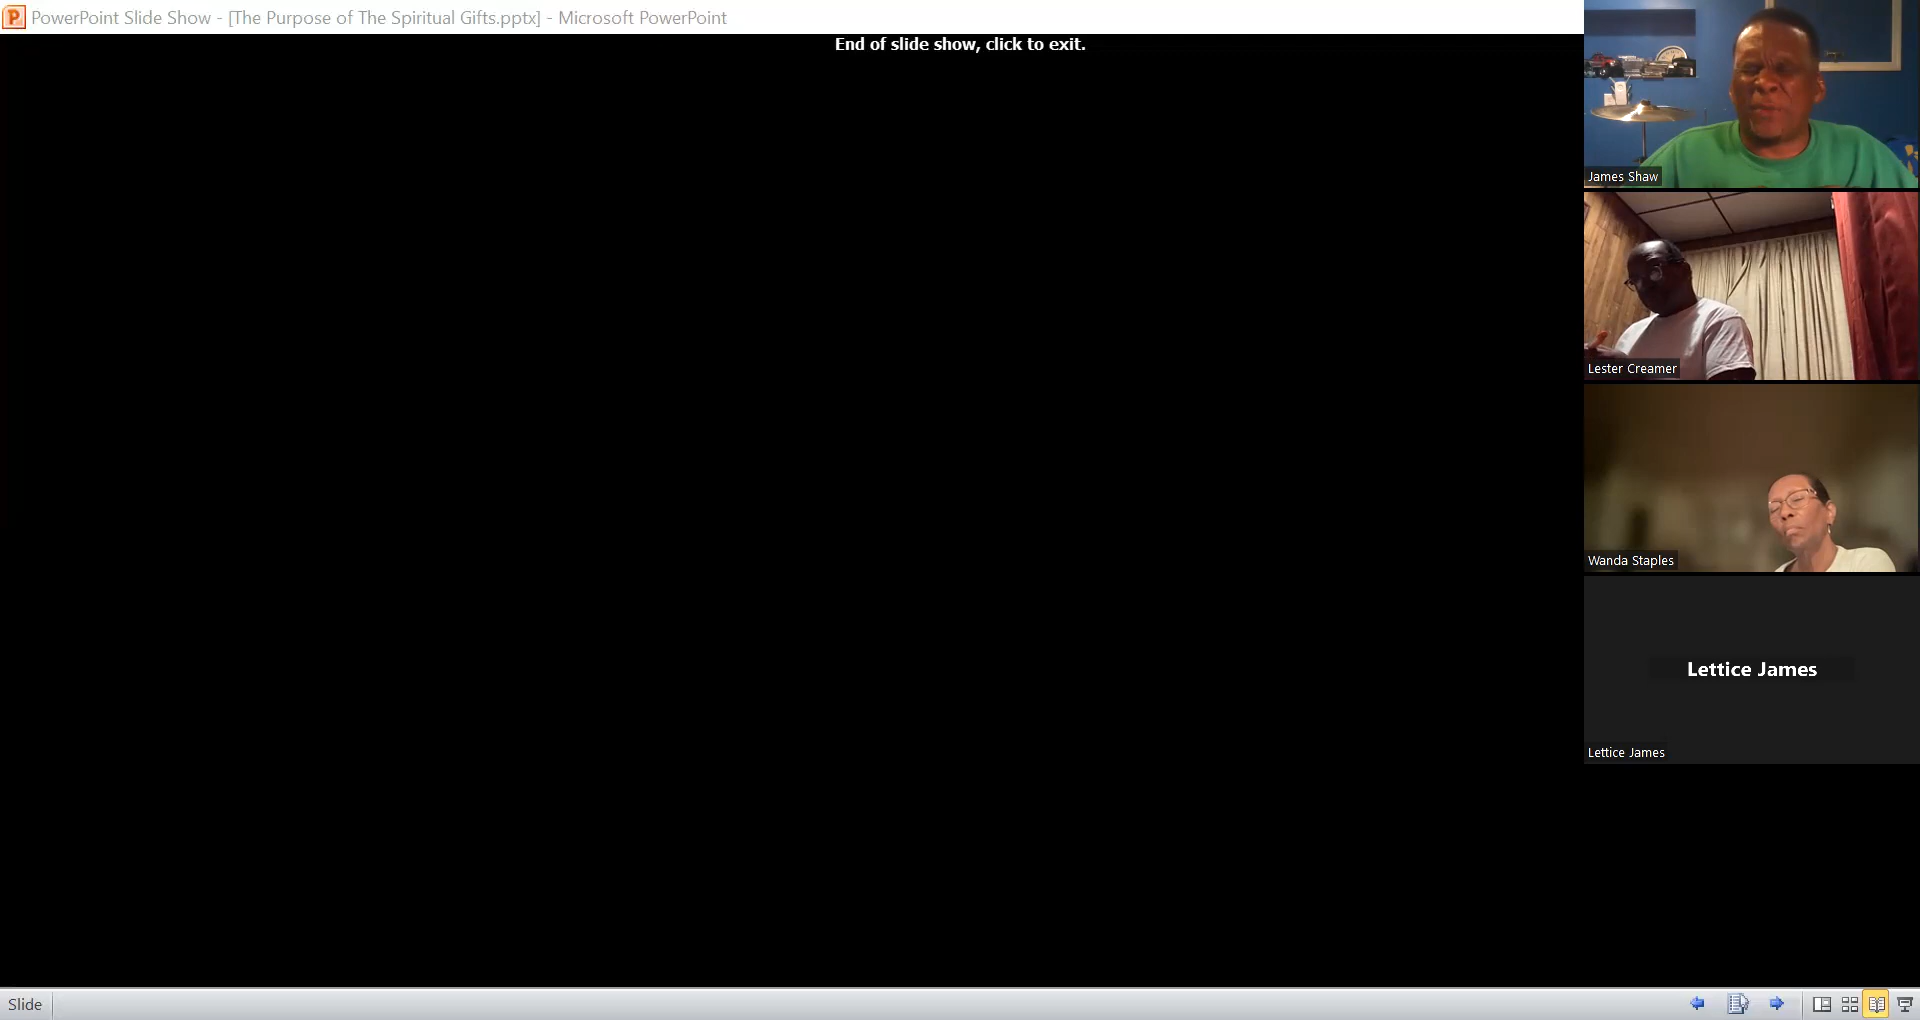 PowerPoint Slide Show - [The Purpose of The Spiritual Gifts.pptx] - Microsoft PowerPoint
End of slide show, click to exit.
James Shaw
Lester Creamer
Wanda Staples
Lettice James
Lettice James
Slide